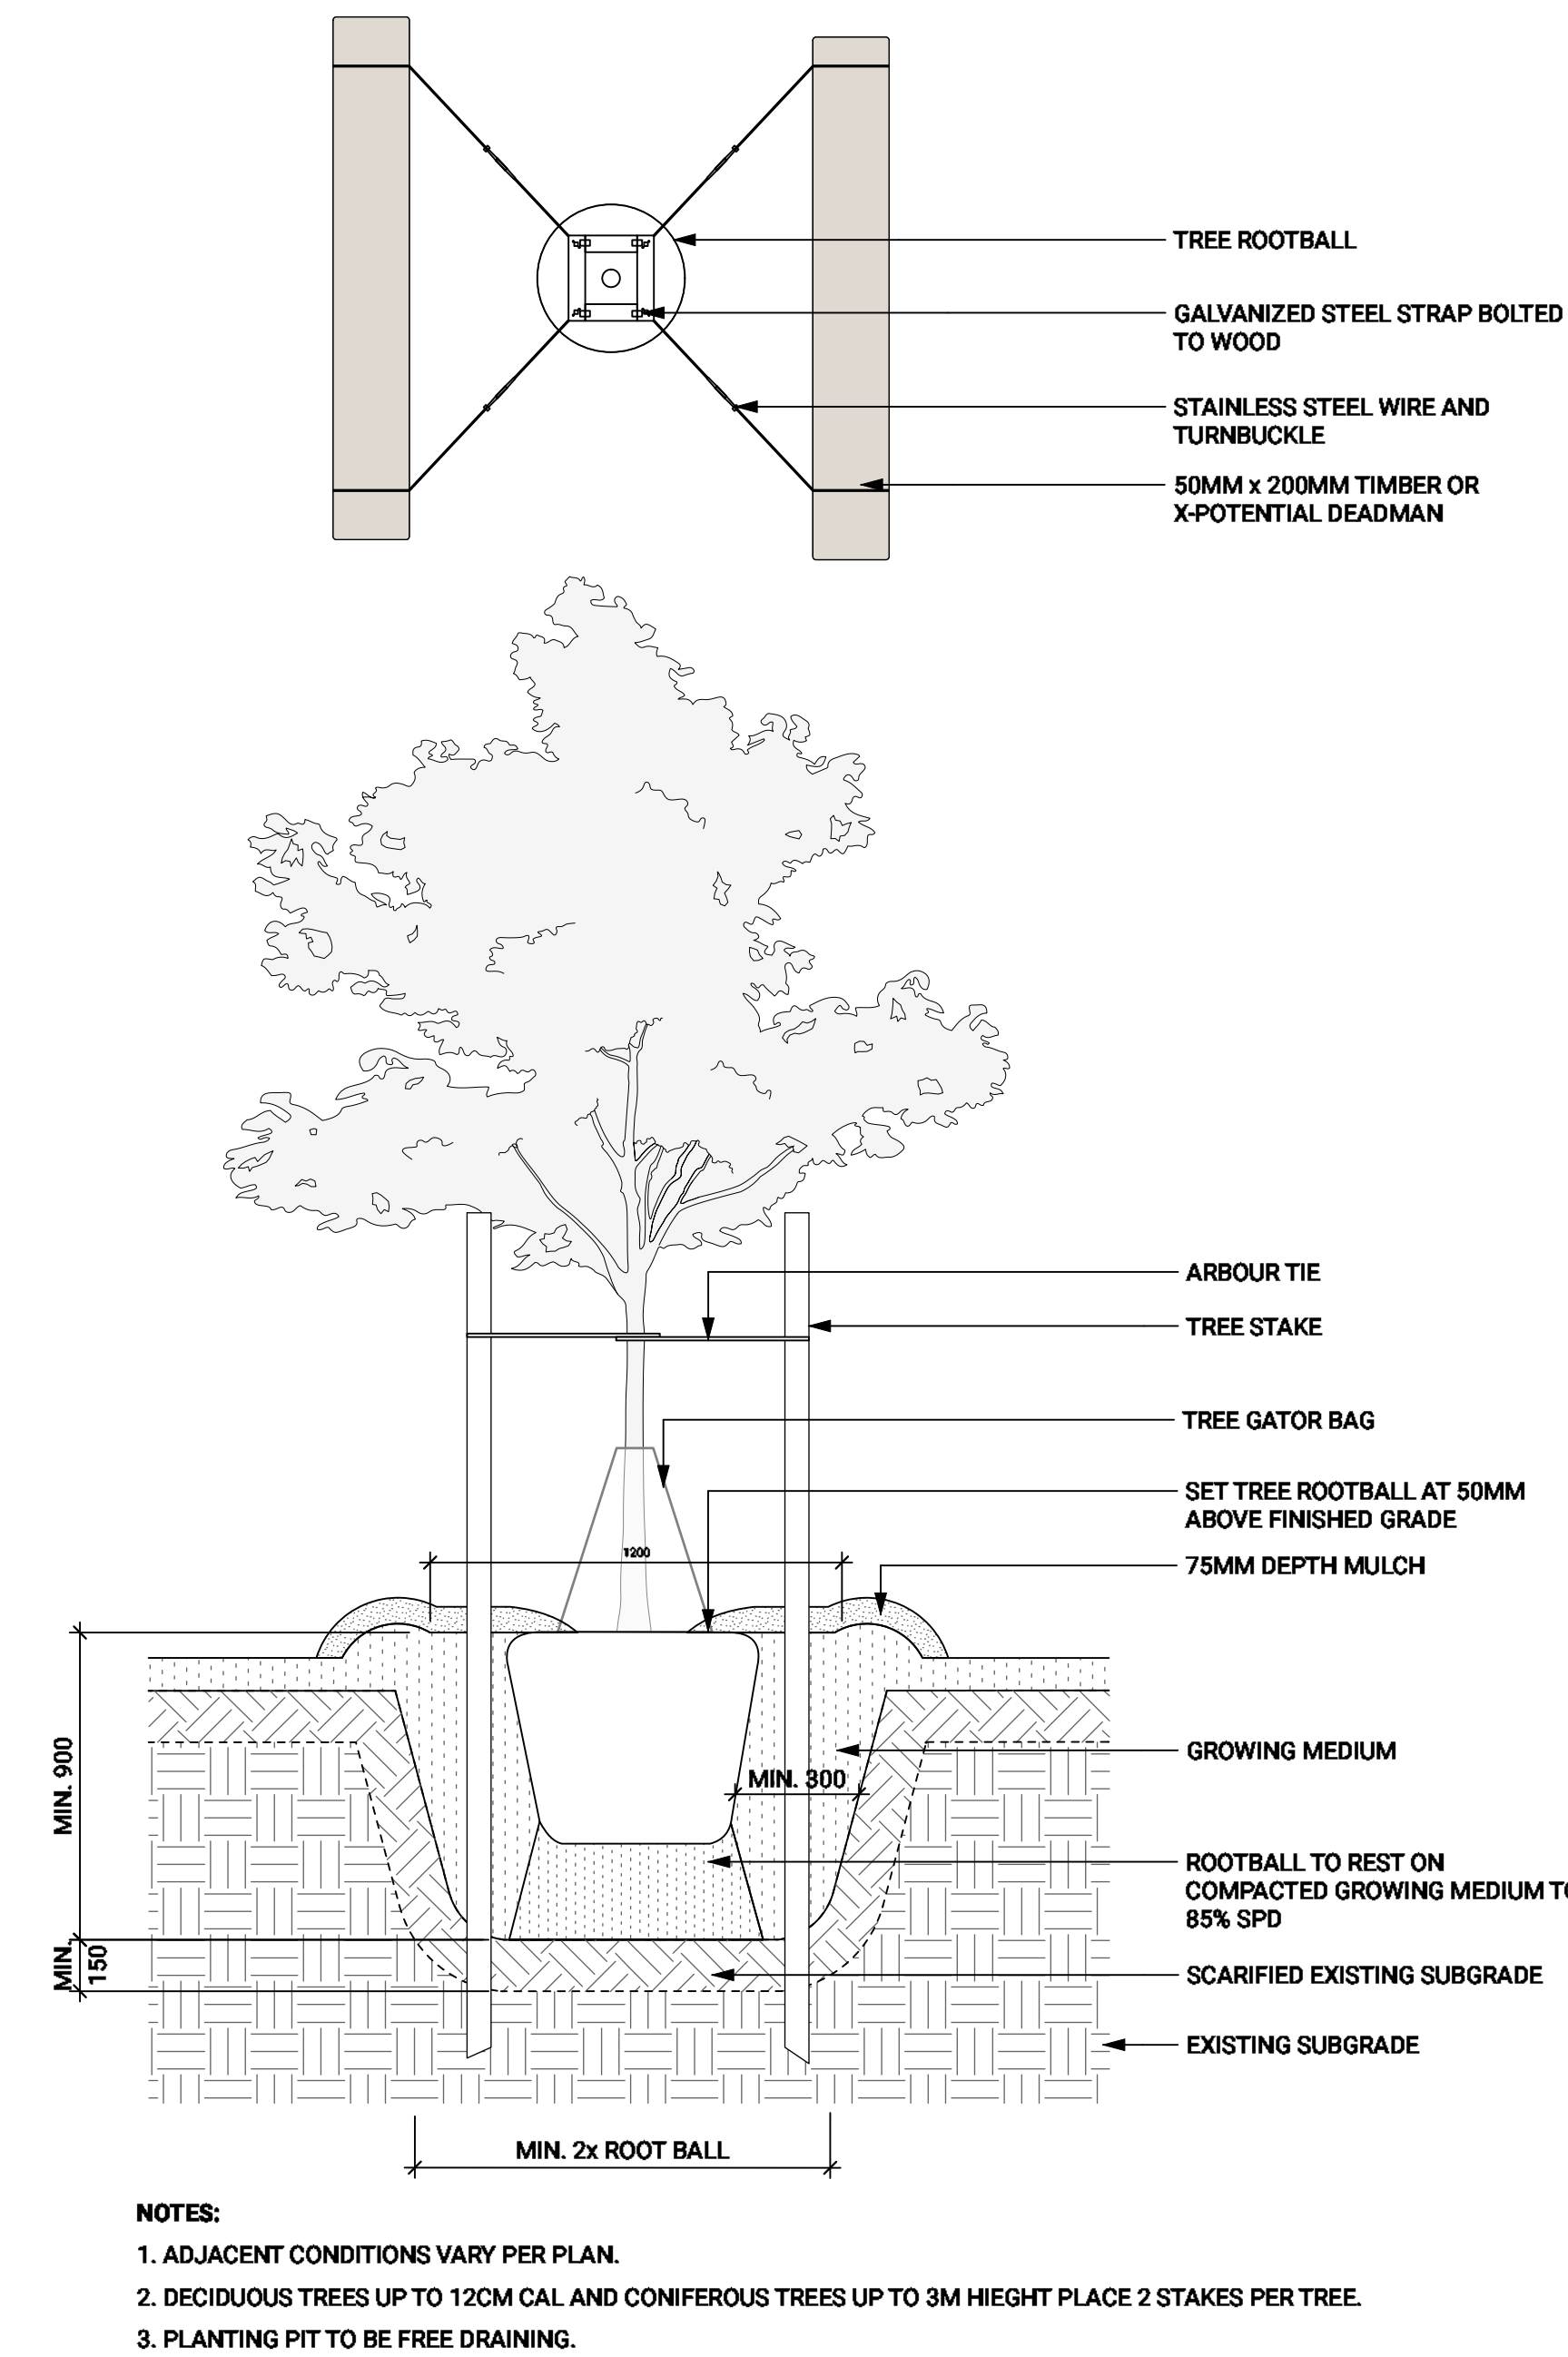 TREE ROOTBALL
GALVANIZED STEEL STRAP BOLTED
TO WOOD
STAINLESS STEEL WIRE AND
TURNBUCKLE
50MM x 200MM TIMBER OR
X-POTENTIAL DEADMAN
ARBOUR TIE
TREE STAKE
TREE GATOR BAG
SET TREE ROOTBALL AT 50MM
ABOVE FINISHED GRADE
1200
75MM DEPTH MULCH
MIN. 900
GROWING MEDIUM
MIN. 300
ROOTBALL TO REST ON
COMPACTED GROWING MEDIUM TO
85% SPD
MIN.
150
SCARIFIED EXISTING SUBGRADE
EXISTING SUBGRADE
MIN. 2x ROOT BALL
NOTES:
1. ADJACENT CONDITIONS VARY PER PLAN.
2. DECIDUOUS TREES UP TO 12CM CAL AND CONIFEROUS TREES UP TO 3M HIEGHT PLACE 2 STAKES PER TREE.
3. PLANTING PIT TO BE FREE DRAINING.